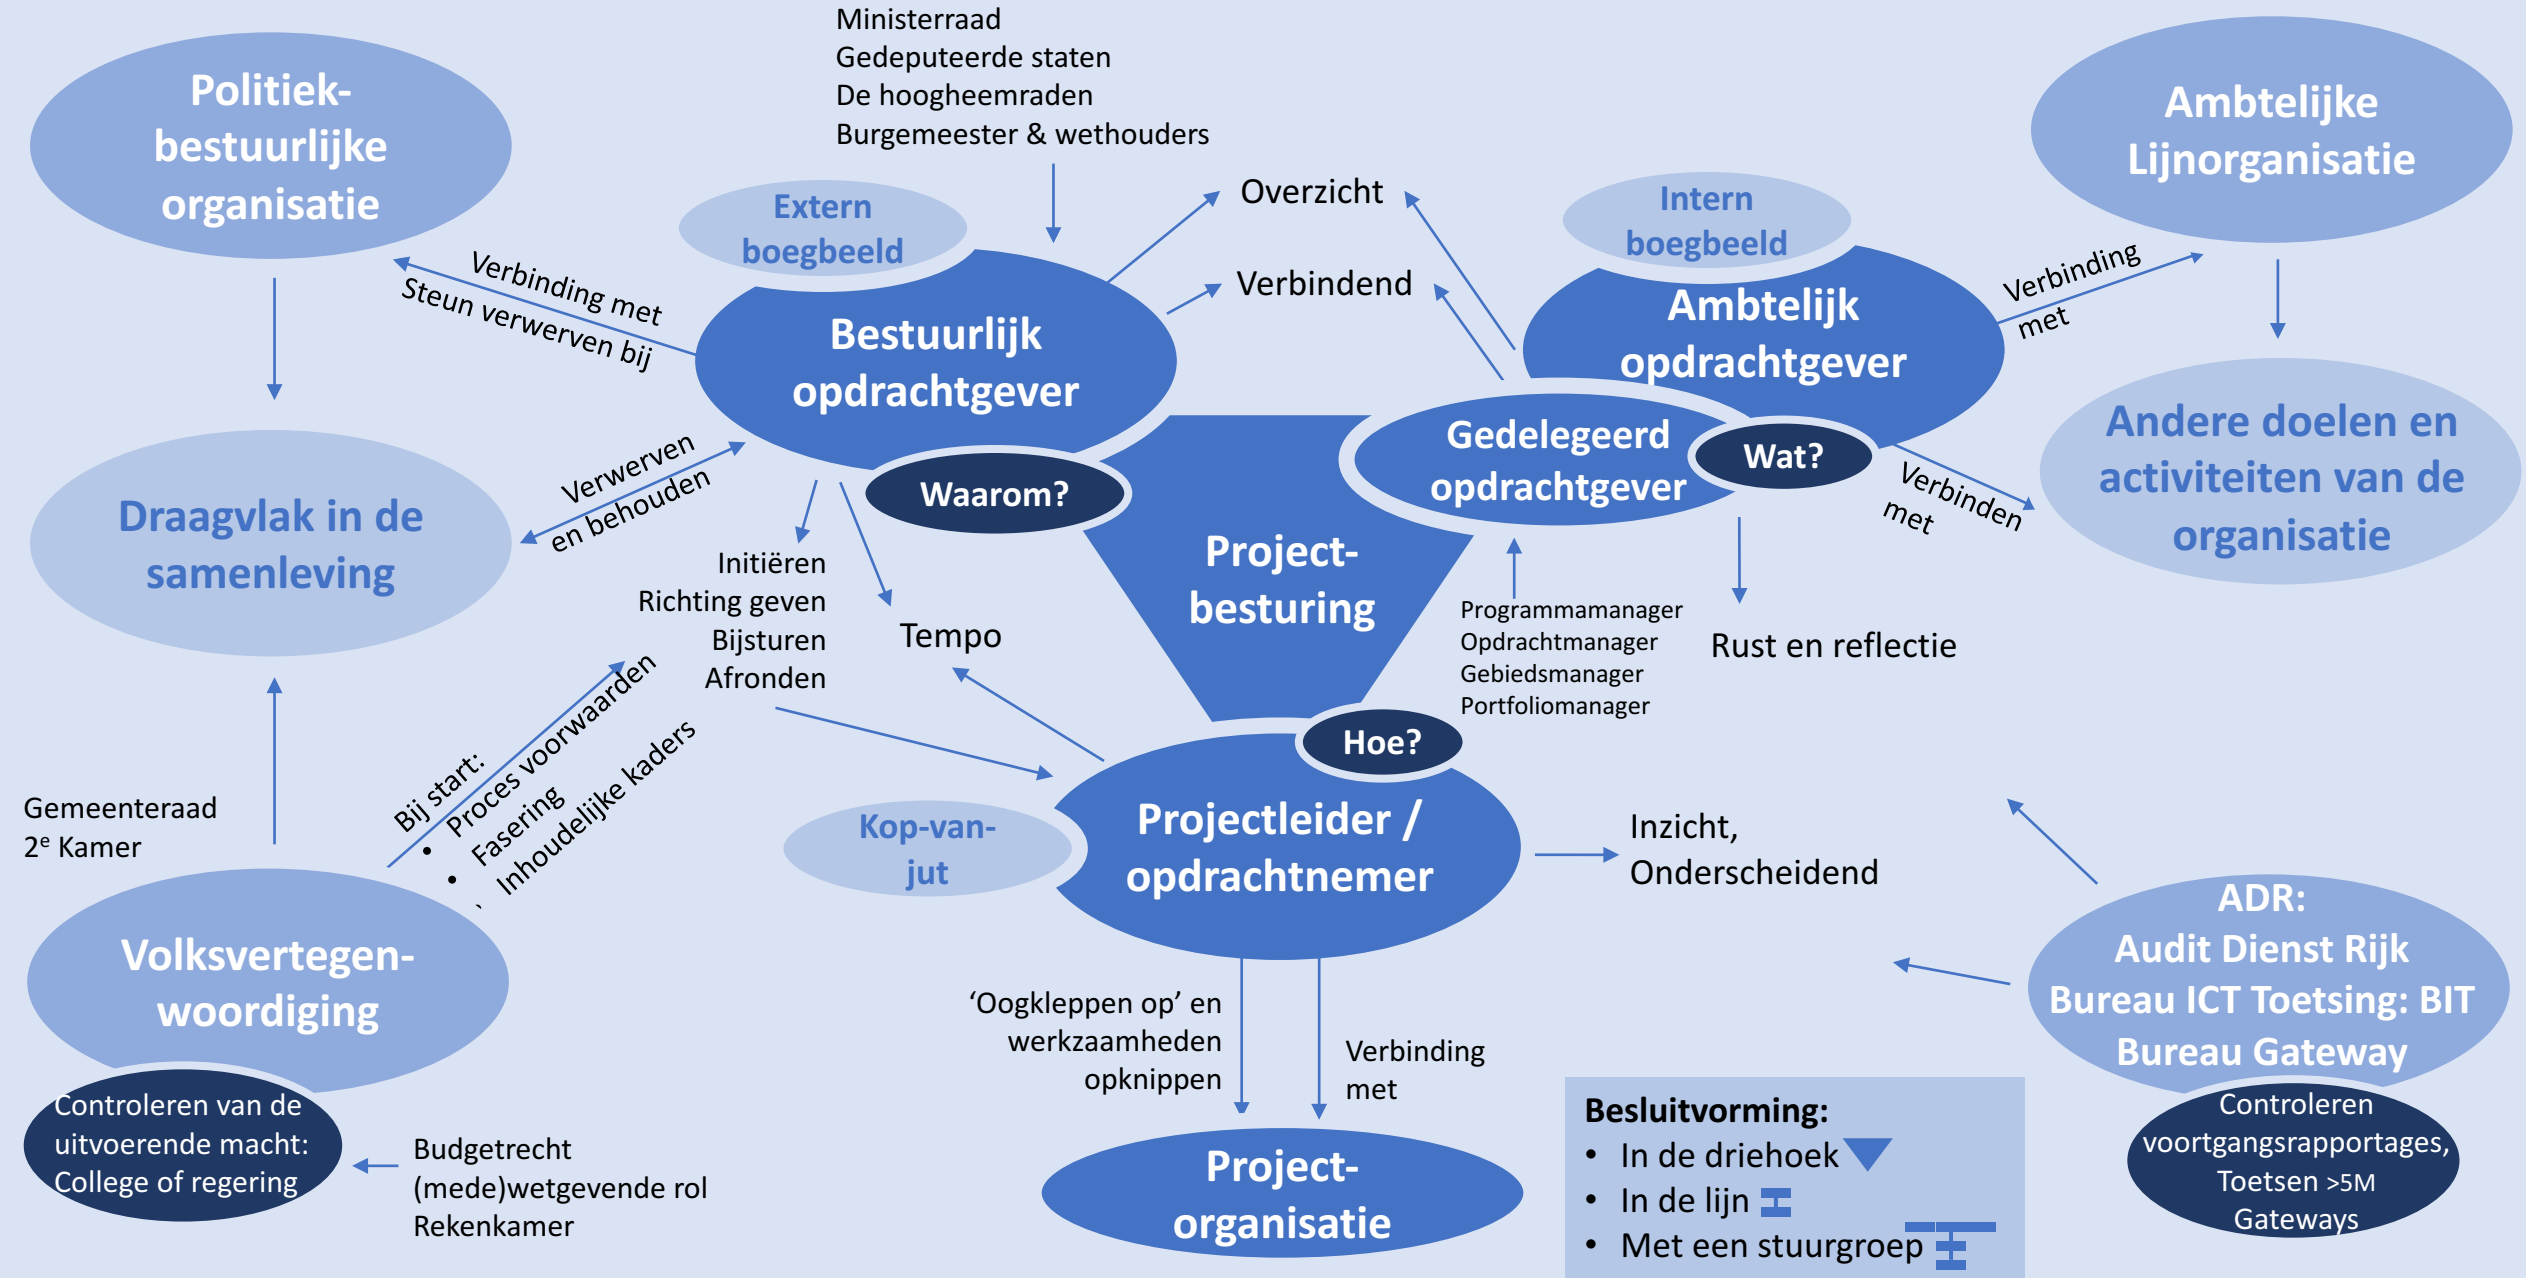 Ministerraad
Gedeputeerde staten
De hoogheemraden
Burgemeester & wethouders
Politiek-
bestuurlijke
organisatie
Ambtelijke
Lijnorganisatie
Extern
boegbeeld
Overzicht
Intern
boegbeeld
Verbinding met
Steun verwerven bij
Verbindend
Verbinding
met
Bestuurlijk
opdrachtgever
Ambtelijk
opdrachtgever
Gedelegeerd
opdrachtgever
Wat?
Andere doelen en
activiteiten van de
organisatie
Verwerven
en behouden
Waarom?
Verbinden
met
Draagvlak in de
samenleving
Initiëren
Richting geven
Bijsturen
Afronden
Tempo
Project-
besturing
Programmamanager
Opdrachtmanager
Gebiedsmanager
Portfoliomanager
Rust en reflectie
Hoe?
Bij start:
• Proces voorwaarden
• Fasering
Inhoudelijke kaders
Gemeenteraad
2e Kamer
Kop-van-
jut
Projectleider /
opdrachtnemer
Inzicht,
Onderscheidend
Volksvertegen-
woordiging
ADR:
Audit Dienst Rijk
Bureau ICT Toetsing: BIT
Bureau Gateway
‘Oogkleppen op’ en
werkzaamheden
opknippen
Verbinding
met
Controleren van de
uitvoerende macht:
College of regering
Budgetrecht
(mede)wetgevende rol
Rekenkamer
Project-
organisatie
Besluitvorming:
• In de driehoek
• In de lijn
• Met een stuurgroep
Controleren
voortgangsrapportages,
Toetsen >5M
Gateways